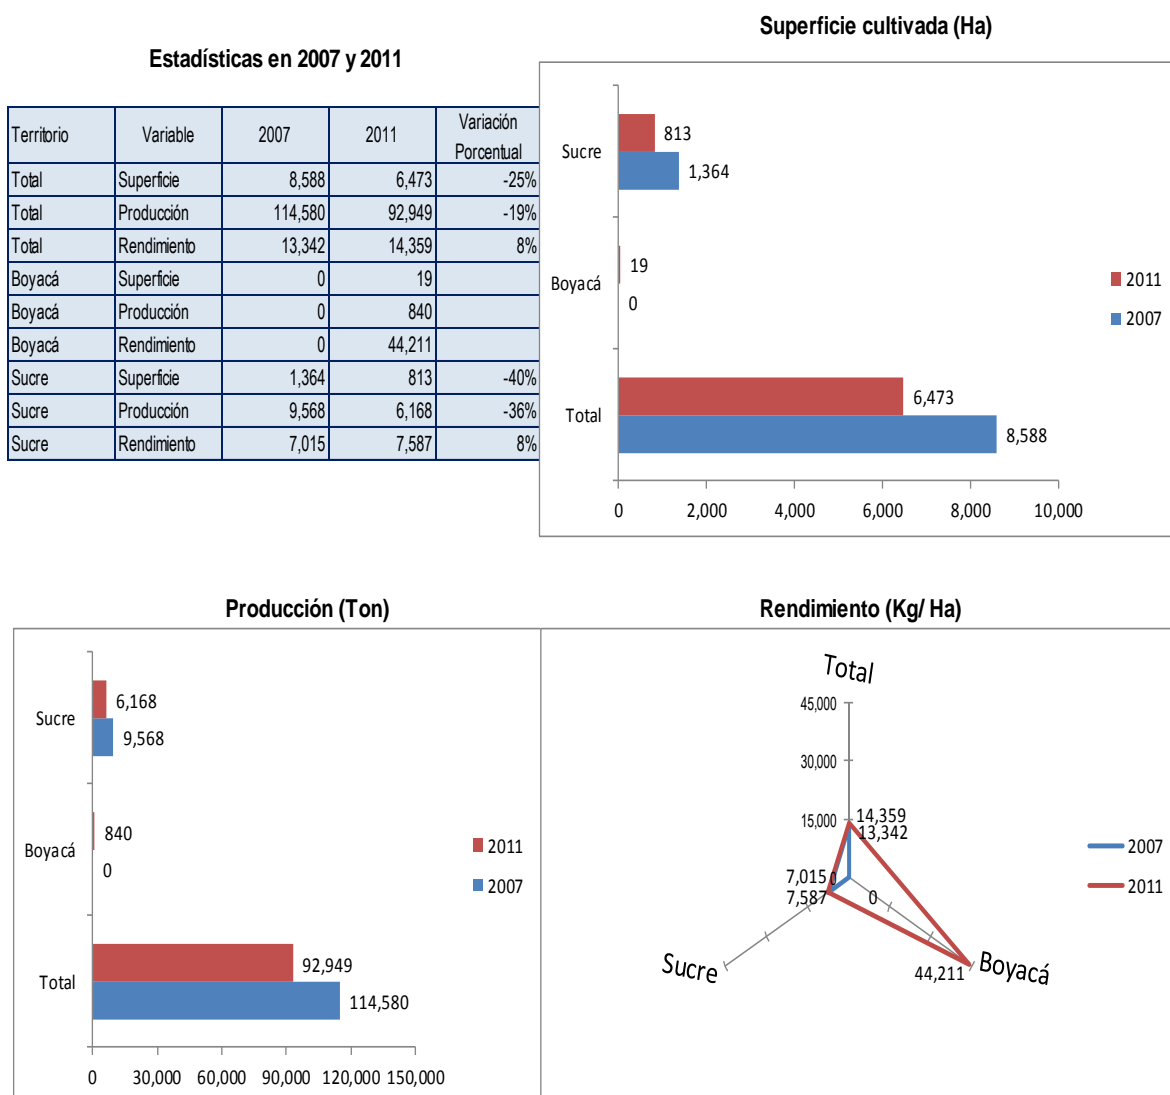 Estadísticas en 2007 y 2011
Territorio Variable 2007 2011 Variación Porcentual
Total Superficie 8,588 6,473 -25%
Total Producción 114,580 92,949 -19%
Total Rendimiento 13,342 14,359 8%
Boyacá Superficie 0 19
Boyacá Producción 0 840
Boyacá Rendimiento 0 44,211
Sucre Superficie 1,364 813 -40%
Sucre Producción 9,568 6,168 -36%
Sucre Rendimiento 7,015 7,587 8%
Superficie cultivada (Ha)
813
Sucre
1,364
19
Boyacá
0
2011
2007
6,473
Total
8,588
0 2,000 4,000 6,000 8,000 10,000
Producción (Ton)
6,168
Sucre
9,568
840
Boyacá
0
2011
2007
92,949
Total
114,580
0 30,000 60,000 90,000 120,000 150,000
Rendimiento (Kg/ Ha)
Total
45,000
30,000
15,000
14,359
13,342
7,015
0
7,587
0
2007
2011
Sucre
44,211
Boyacá